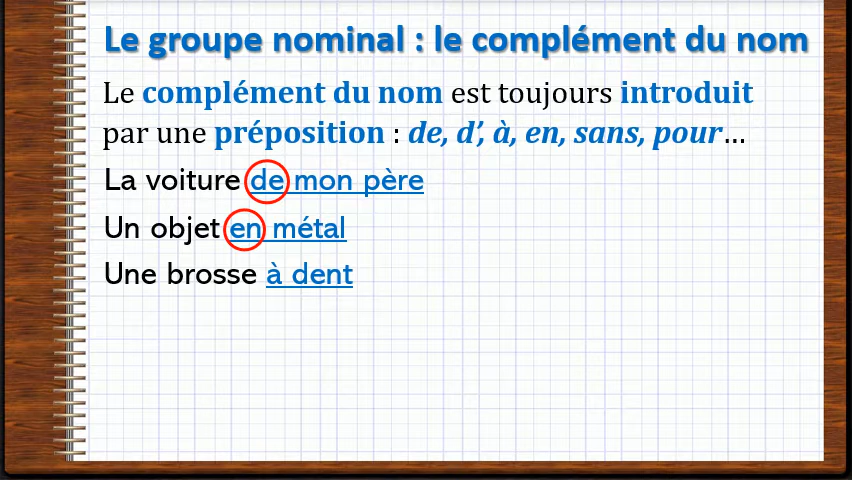 Le groupe nominal : le complément du nom
Le complément du nom est toujours introduit
par une préposition : de, d’, à, en, sans, pour…
La voiture de mon père
Un objet en métal
Une brosse à dent